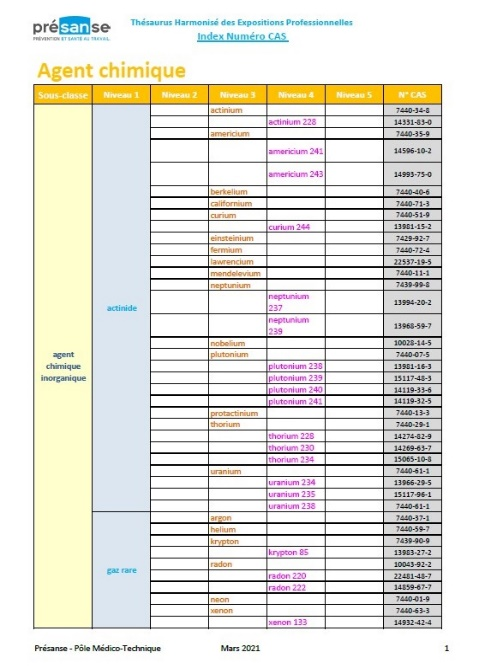 présanse
PRÉVENTION ET SANTÉ AU TRAVAIL
Thésaurus Harmonisé des Expositions Professionnelles
Index Numéro CAS
Agent chimique
Sous-classe Niveau 1 Niveau 2 Niveau 3 Niveau 4 Niveau 5 N° CAS
actinium 7440-34-8
actinium 228 14331-83-0
americium 7440-35-9
americium 241 14596-10-2
americium 243 14993-75-0
berkelium 7440-40-6
californium 7440-71-3
curium 7440-51-9
curium 244 13981-15-2
einsteinium 7429-92-7
fermium 7440-72-4
lawrencium 22537-19-5
mendelevium 7440-11-1
neptunium 7439-99-8
neptunium
237 13994-20-2
actinide
neptunium
239 13968-59-7
nobelium 10028-14-5
agent
chimique
inorganique
plutonium 7440-07-5
plutonium 238 13981-16-3
plutonium 239 15117-48-3
plutonium 240 14119-33-6
plutonium 241 14119-32-5
protactinium 7440-13-3
thorium 7440-29-1
thorium 228 14274-82-9
thorium 230 14269-63-7
thorium 234 15065-10-8
uranium 7440-61-1
uranium 234 13966-29-5
uranium 235 15117-96-1
uranium 238 7440-61-1
argon 7440-37-1
helium 7440-59-7
krypton 7439-90-9
krypton 85 13983-27-2
gaz rare
radon 10043-92-2
radon 220 22481-48-7
radon 222 14859-67-7
neon 7440-01-9
xenon 7440-63-3
xenon 133 14932-42-4
Présanse - Pôle Médico-Technique Mars 2021 1